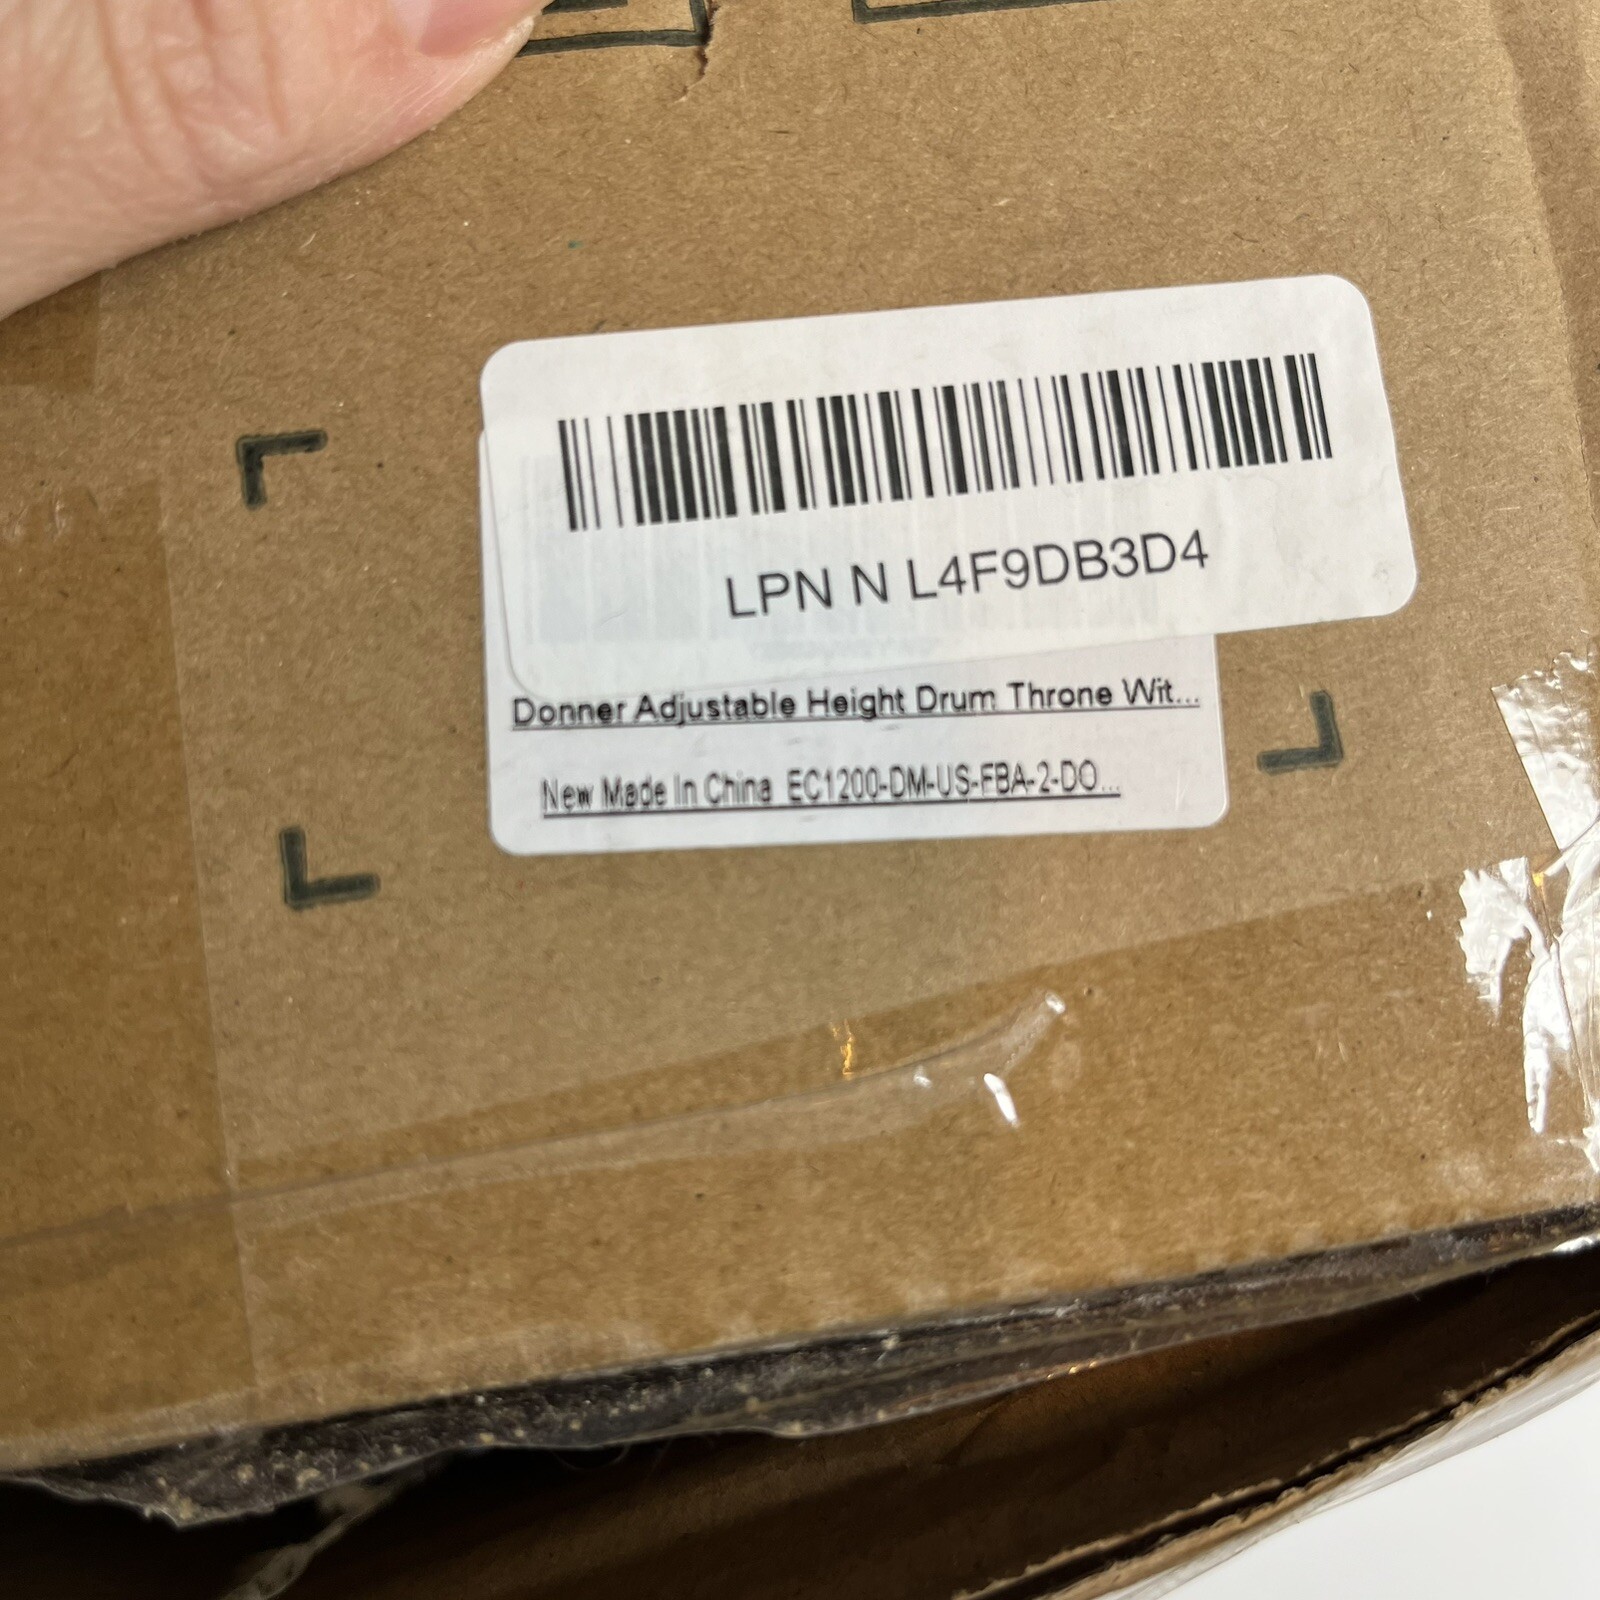 LPN N L4F9DB3D4
Donner Adjustable Height Drum Throne Wit...
New Made In China EC1200-DM-US-FBA-2-DO...